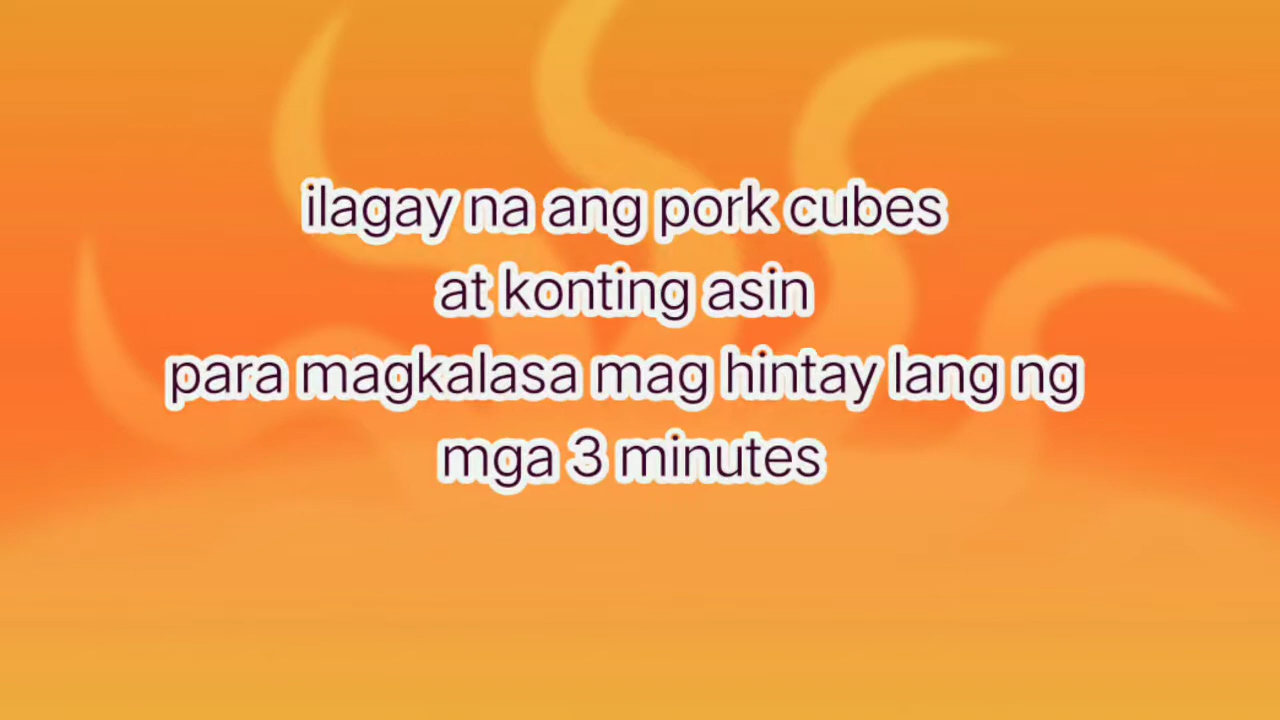 ilagay na ang pork cubes
at konting asin
para magkalasa mag hintay lang ng
mga 3 minutes